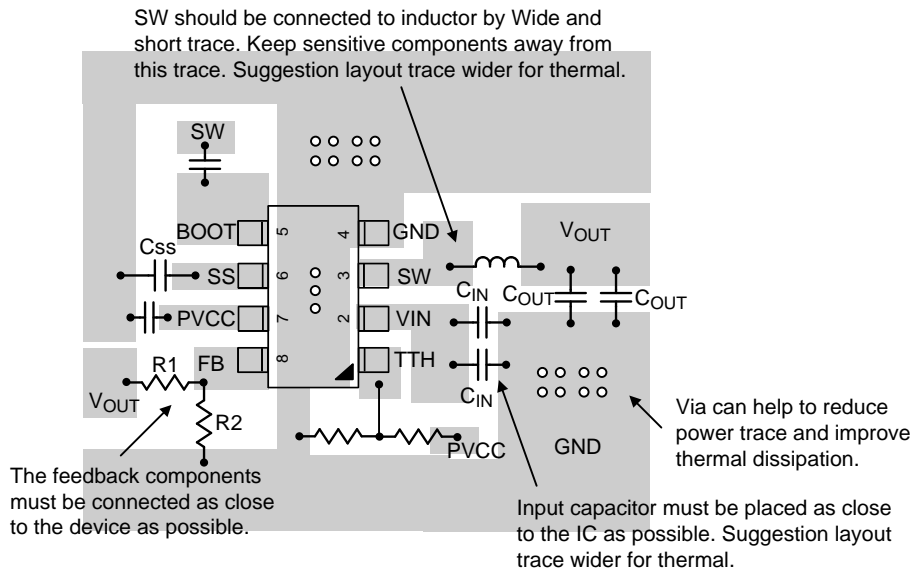 SW should be connected to inductor by Wide and
short trace. Keep sensitive components away from
this trace. Suggestion layout trace wider for thermal.
SW
BOOT
5
4
GND
VOUT
Css
SS
6
3
SW
CIN
COUT
COUT
PVCC
7
2
VIN
R1
FB
8
TTH
VOUT
CIN
R2
PVCC
GND
Via can help to reduce
power trace and improve
thermal dissipation.
The feedback components
must be connected as close
to the device as possible.
Input capacitor must be placed as close
to the IC as possible. Suggestion layout
trace wider for thermal.